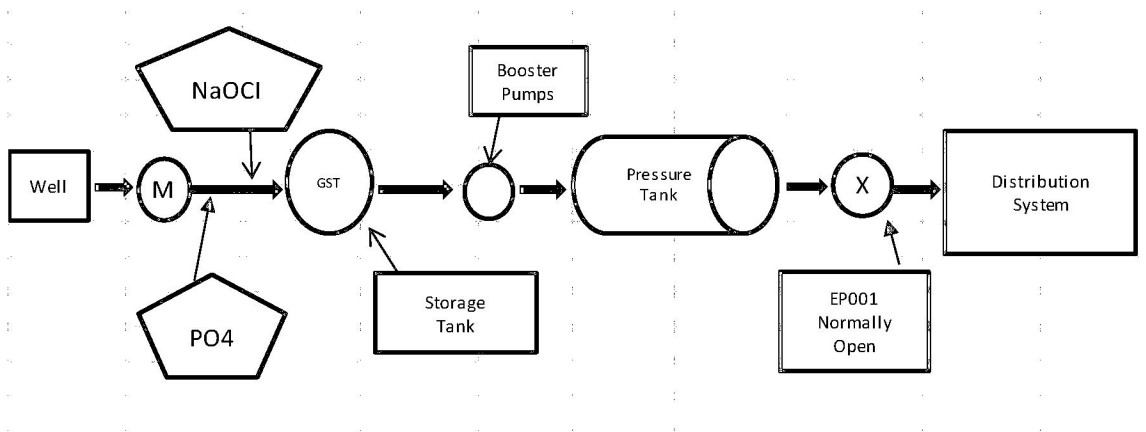 NaOCl
Booster
Pumps
Well
M
GST
Pressure
Tank
X
Distribution
System
PO4
Storage
Tank
EP001
Normally
Open